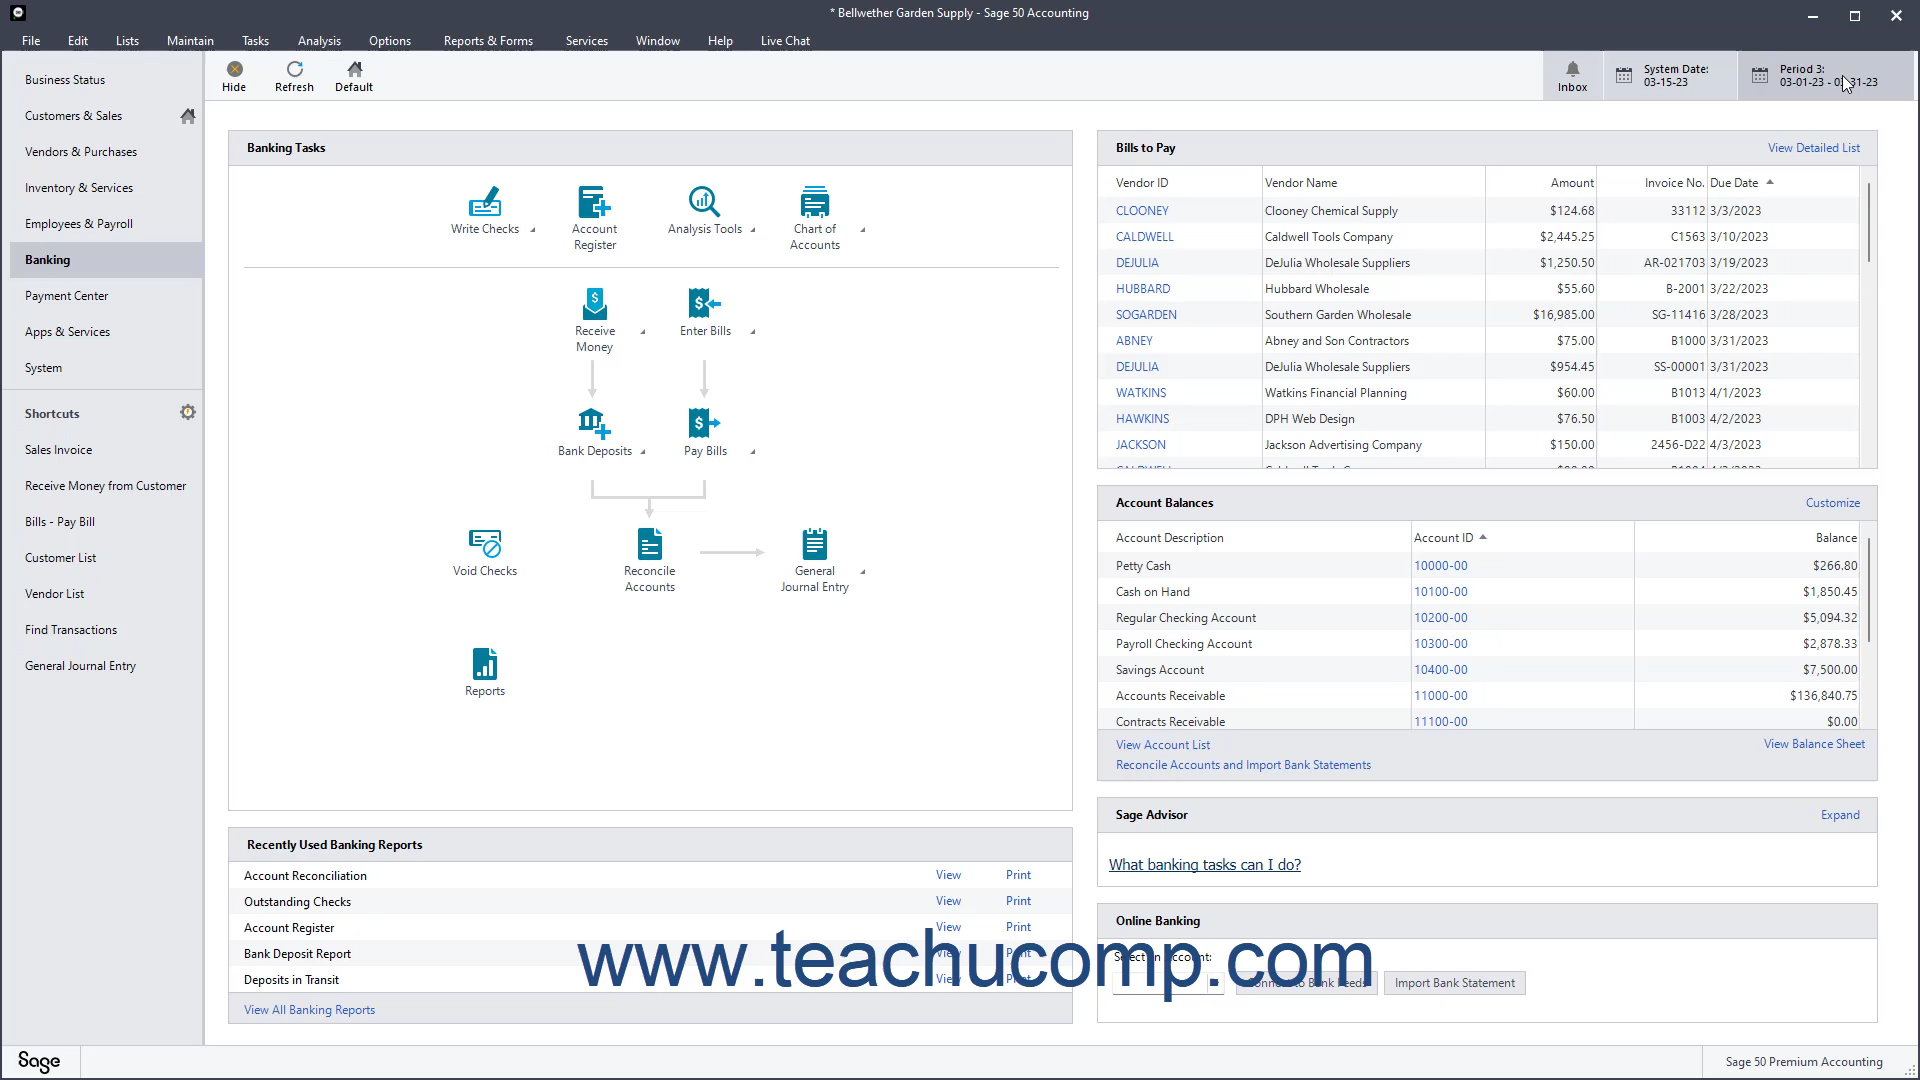 * Bellwether Garden Supply - Sage 50 Accounting
File Edit Lists Maintain Tasks Analysis Options Reports & Forms Services Window Help Live Chat
Business Status
Customers & Sales
Vendors & Purchases
Inventory & Services
Employees & Payroll
Banking
Payment Center
Apps & Services
System
Shortcuts
Sales Invoice
Receive Money from Customer
Bills - Pay Bill
Customer List
Vendor List
Find Transactions
General Journal Entry
Hide Refresh Default
Inbox
System Date:
03-15-23
Period 3:
03-01-23 - 03-31-23
Banking Tasks
Write Checks
Account
Register
Analysis Tools
Chart of
Accounts
Receive
Money
Enter Bills
Bank Deposits
Pay Bills
Void Checks
Reconcile
Accounts
General
Journal Entry
Reports
Recently Used Banking Reports
Account Reconciliation View Print
Outstanding Checks View Print
Account Register View Print
Bank Deposit Report View Print
Deposits in Transit View Print
View All Banking Reports
Bills to Pay View Detailed List
Vendor ID Vendor Name Amount Invoice No. Due Date
CLOONEY Clooney Chemical Supply $124.68 33112 3/3/2023
CALDWELL Caldwell Tools Company $2,445.25 C1563 3/10/2023
DEJULIA DeJulia Wholesale Suppliers $1,250.50 AR-021703 3/19/2023
HUBBARD Hubbard Wholesale $55.60 B-2001 3/22/2023
SOGARDEN Southern Garden Wholesale $16,985.00 SG-11416 3/28/2023
ABNEY Abney and Son Contractors $75.00 B1000 3/31/2023
DEJULIA DeJulia Wholesale Suppliers $954.45 SS-00001 3/31/2023
WATKINS Watkins Financial Planning $60.00 B1013 4/1/2023
HAWKINS DPH Web Design $76.50 B1003 4/2/2023
JACKSON Jackson Advertising Company $150.00 2456-D22 4/3/2023
Account Balances Customize
Account Description Account ID Balance
Petty Cash 10000-00 $266.80
Cash on Hand 10100-00 $1,850.45
Regular Checking Account 10200-00 $5,094.32
Payroll Checking Account 10300-00 $2,878.33
Savings Account 10400-00 $7,500.00
Accounts Receivable 11000-00 $136,840.75
Contracts Receivable 11100-00 $0.00
View Account List View Balance Sheet
Reconcile Accounts and Import Bank Statements
Sage Advisor Expand
What banking tasks can I do?
Online Banking
Select an Account:
Connect to Bank Feeds Import Bank Statement
www.teachucomp.com
Sage
Sage 50 Premium Accounting